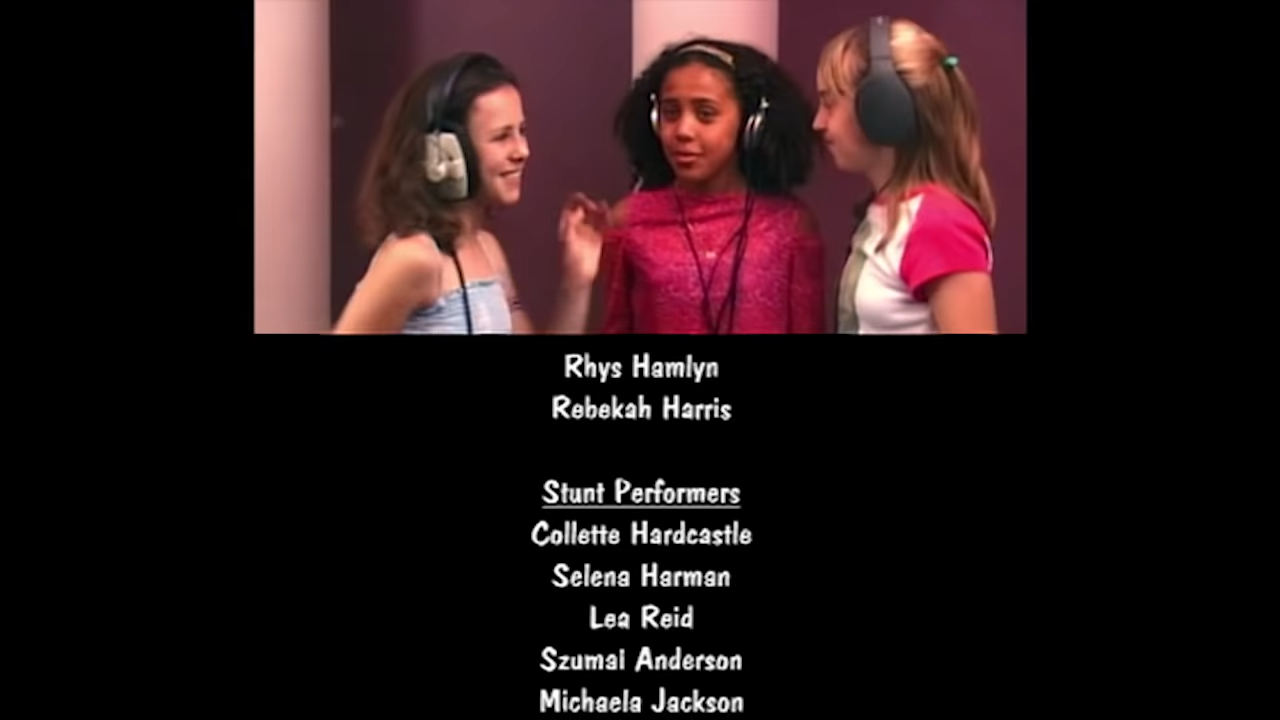 Rhys Hamlyn
Rebekah Harris
Stunt Performers
Collette Hardcastle
Selena Harman
Lea Reid
Szumai Anderson
Michaela Jackson